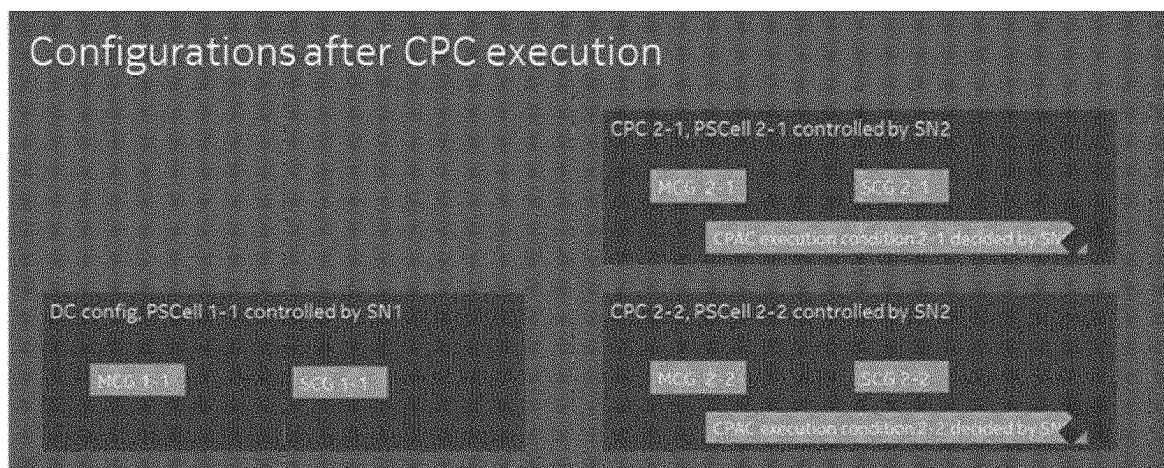 Configurations after CPC execution
CPC 2-1, PSCell 2-1 controlled by SN2
MCG 2-1
SCG 2-1
CPAC execution condition 2-1 decided by
DC config, PSCell 1-1 controlled by SN1
MCG 1-1
SCG 1-1
CPC 2-2, PSCell 2-2 controlled by SN2
MCG 2-2
SCG 2-2
CPAC execution condition 2-2 decided by